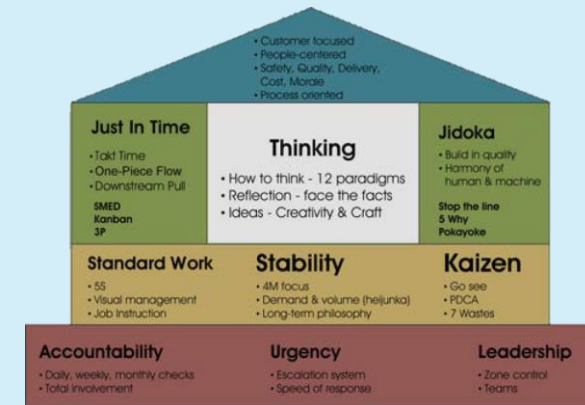 • Customer focused
• People-centered
• Safety, Quality, Delivery,
Cost, Morale
• Process oriented
Just In Time
• Takt Time
• One-Piece Flow
• Downstream Pull
SMED
Kanban
3P
Thinking
• How to think - 12 paradigms
• Reflection - face the facts
• Ideas - Creativity & Craft
Jidoka
• Build in quality
• Harmony of
human & machine
Stop the line
5 Why
Pokayoke
Standard Work
• 5S
• Visual management
• Job Instruction
Stability
• 4M focus
• Demand & volume (heijunka)
• Long-term philosophy
Kaizen
• Go see
• PDCA
• 7 Wastes
Accountability
• Daily, weekly, monthly checks
• Total involvement
Urgency
• Escalation system
• Speed of response
Leadership
• Zone control
• Teams